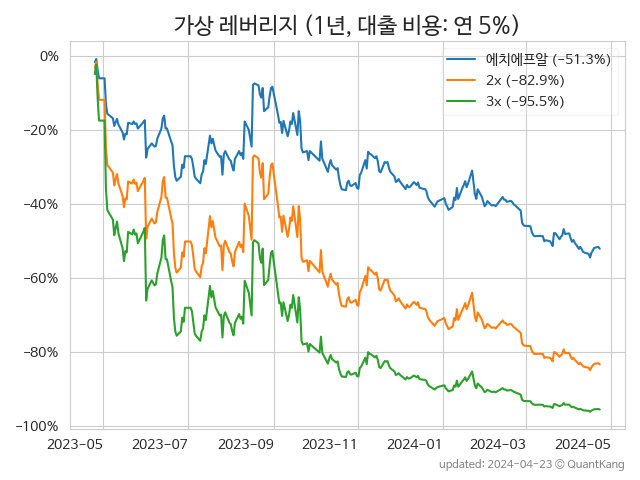 가상 레버리지 (1년, 대출 비용: 연 5%)
에치에프알 (−51.3%)
2x (−82.9%)
3x (−95.5%)
0%
−20%
−40%
−60%
−80%
−100%
2023-05 2023-07 2023-09 2023-11 2024-01 2024-03 2024-05
updated: 2024-04-23 © QuantKang